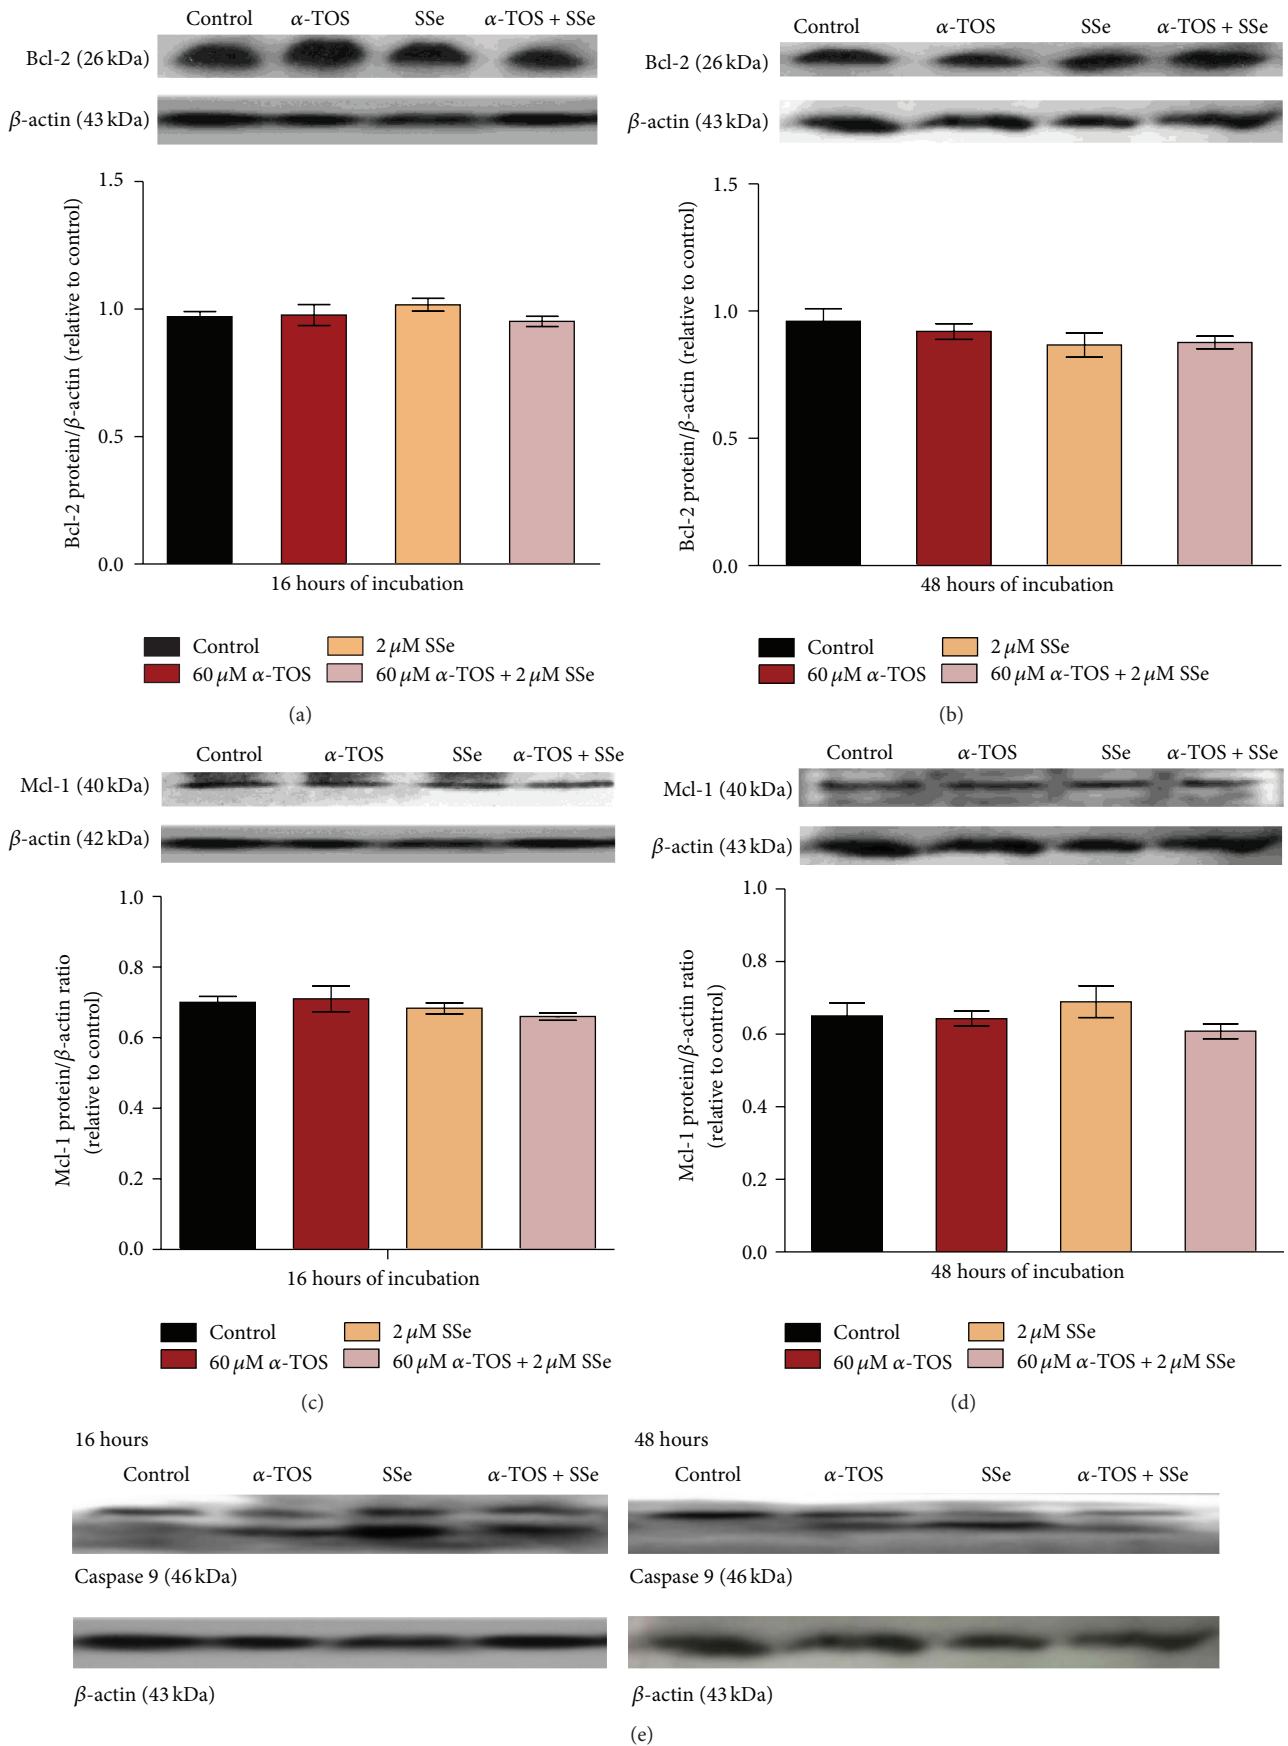 Control α-TOS SSe α-TOS + SSe
Bcl-2 (26 kDa)
β-actin (43 kDa)
Bcl-2 protein/β-actin (relative to control)
1.5
1.0
0.5
0.0
16 hours of incubation
Control 2 μM SSe
60 μM α-TOS 60 μM α-TOS + 2 μM SSe
(a)
Control α-TOS SSe α-TOS + SSe
Bcl-2 (26 kDa)
β-actin (43 kDa)
Bcl-2 protein/β-actin (relative to control)
1.5
1.0
0.5
0.0
48 hours of incubation
Control 2 μM SSe
60 μM α-TOS 60 μM α-TOS + 2 μM SSe
(b)
Control α-TOS SSe α-TOS + SSe
Mcl-1 (40 kDa)
β-actin (42 kDa)
Mcl-1 protein/β-actin ratio
(relative to control)
1.0
0.8
0.6
0.4
0.2
0.0
16 hours of incubation
Control 2 μM SSe
60 μM α-TOS 60 μM α-TOS + 2 μM SSe
(c)
Control α-TOS SSe α-TOS + SSe
Mcl-1 (40 kDa)
β-actin (43 kDa)
Mcl-1 protein/β-actin ratio
(relative to control)
1.0
0.8
0.6
0.4
0.2
0.0
48 hours of incubation
Control 2 μM SSe
60 μM α-TOS 60 μM α-TOS + 2 μM SSe
(d)
16 hours
Control α-TOS SSe α-TOS + SSe
Caspase 9 (46 kDa)
β-actin (43 kDa)
48 hours
Control α-TOS SSe α-TOS + SSe
Caspase 9 (46 kDa)
β-actin (43 kDa)
(e)